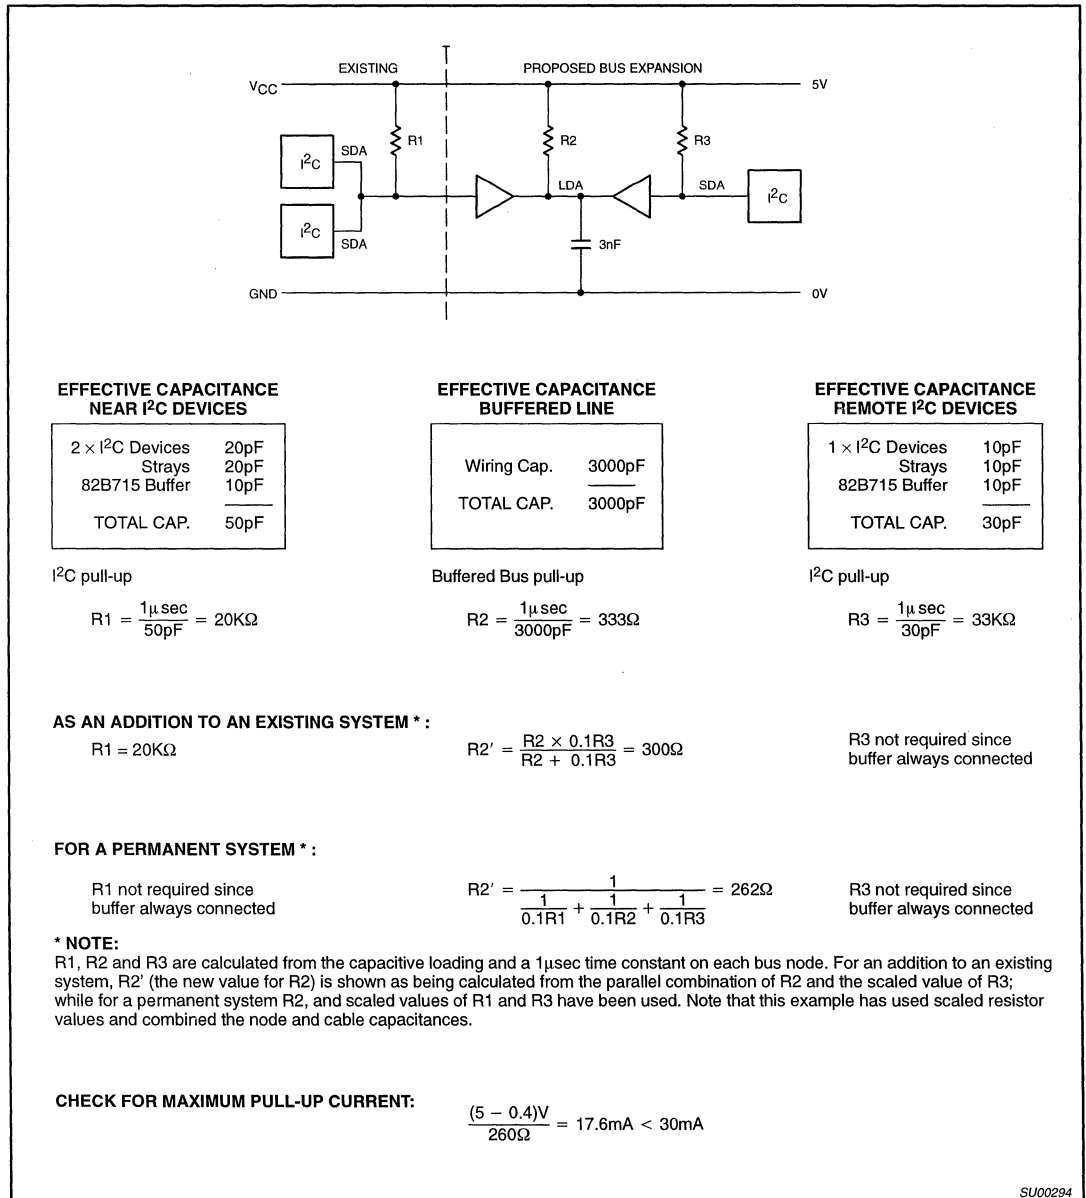 EXISTING
PROPOSED BUS EXPANSION
VCC
5V
R1
R2
R3
I2C
SDA
LDA
SDA
I2C
I2C
SDA
3nF
GND
0V
EFFECTIVE CAPACITANCE
NEAR I2C DEVICES
2 × I2C Devices 20pF
Strays 20pF
82B715 Buffer 10pF
TOTAL CAP. 50pF
I2C pull-up
R1 = 1μ sec / 50pF = 20KΩ
EFFECTIVE CAPACITANCE
BUFFERED LINE
Wiring Cap. 3000pF
TOTAL CAP. 3000pF
Buffered Bus pull-up
R2 = 1μ sec / 3000pF = 333Ω
EFFECTIVE CAPACITANCE
REMOTE I2C DEVICES
1 × I2C Devices 10pF
Strays 10pF
82B715 Buffer 10pF
TOTAL CAP. 30pF
I2C pull-up
R3 = 1μ sec / 30pF = 33KΩ
AS AN ADDITION TO AN EXISTING SYSTEM * :
R1 = 20KΩ
R2′ = R2 × 0.1R3 / R2 + 0.1R3 = 300Ω
R3 not required since
buffer always connected
FOR A PERMANENT SYSTEM * :
R1 not required since
buffer always connected
R2′ = 1 / 1/0.1R1 + 1/0.1R2 + 1/0.1R3 = 262Ω
R3 not required since
buffer always connected
* NOTE:
R1, R2 and R3 are calculated from the capacitive loading and a 1μsec time constant on each bus node. For an addition to an existing
system, R2' (the new value for R2) is shown as being calculated from the parallel combination of R2 and the scaled value of R3;
while for a permanent system R2, and scaled values of R1 and R3 have been used. Note that this example has used scaled resistor
values and combined the node and cable capacitances.
CHECK FOR MAXIMUM PULL-UP CURRENT:
(5 − 0.4)V / 260Ω = 17.6mA < 30mA
SU00294